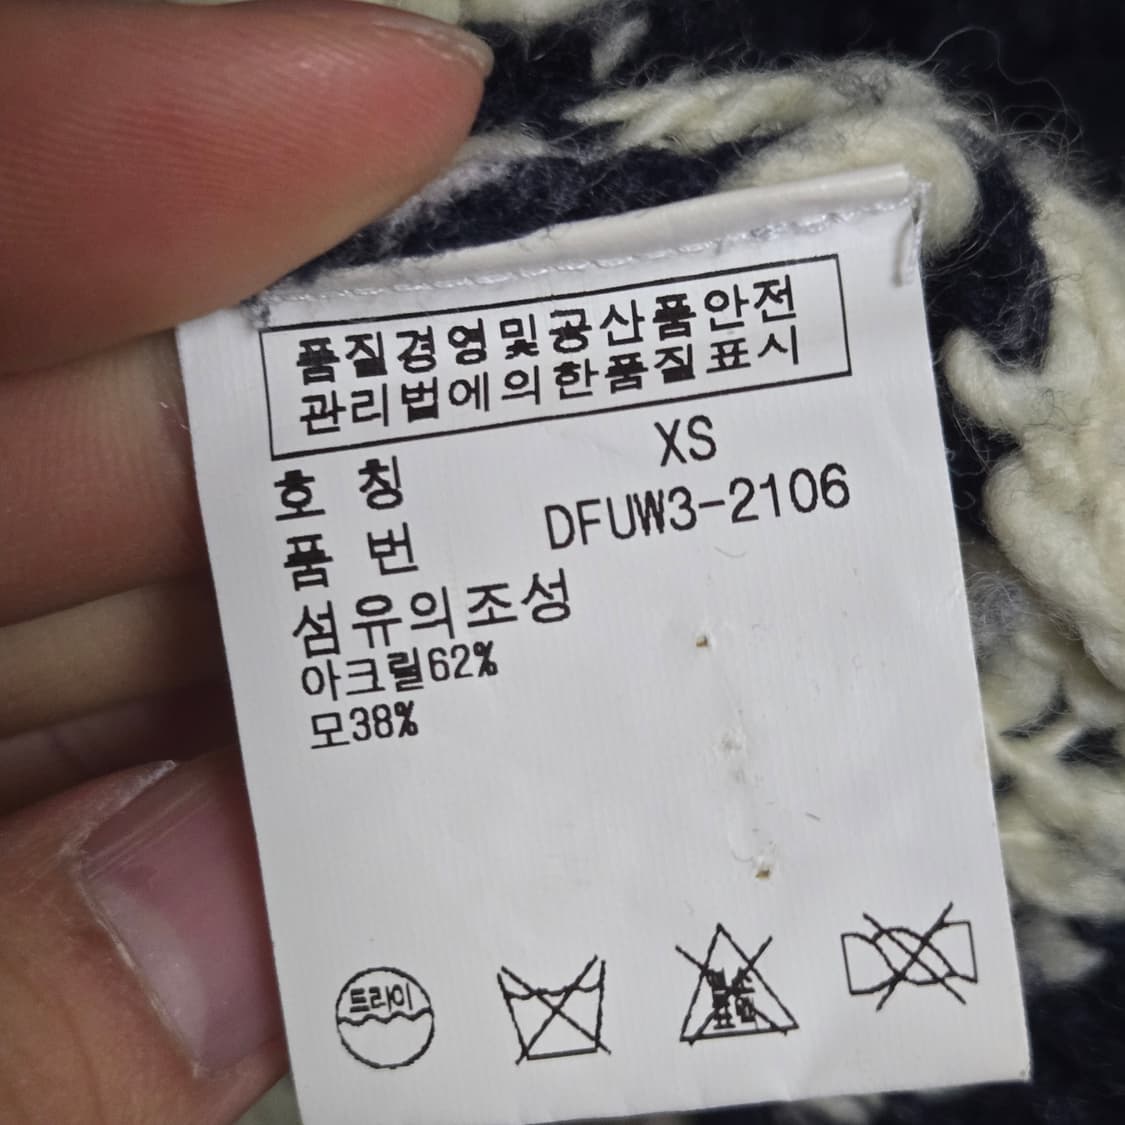 품질경영및공산품안전
관리법에의한품질표시
호 칭 XS
품 번 DFUW3-2106
섬유의조성
아크릴62%
모38%
드라이